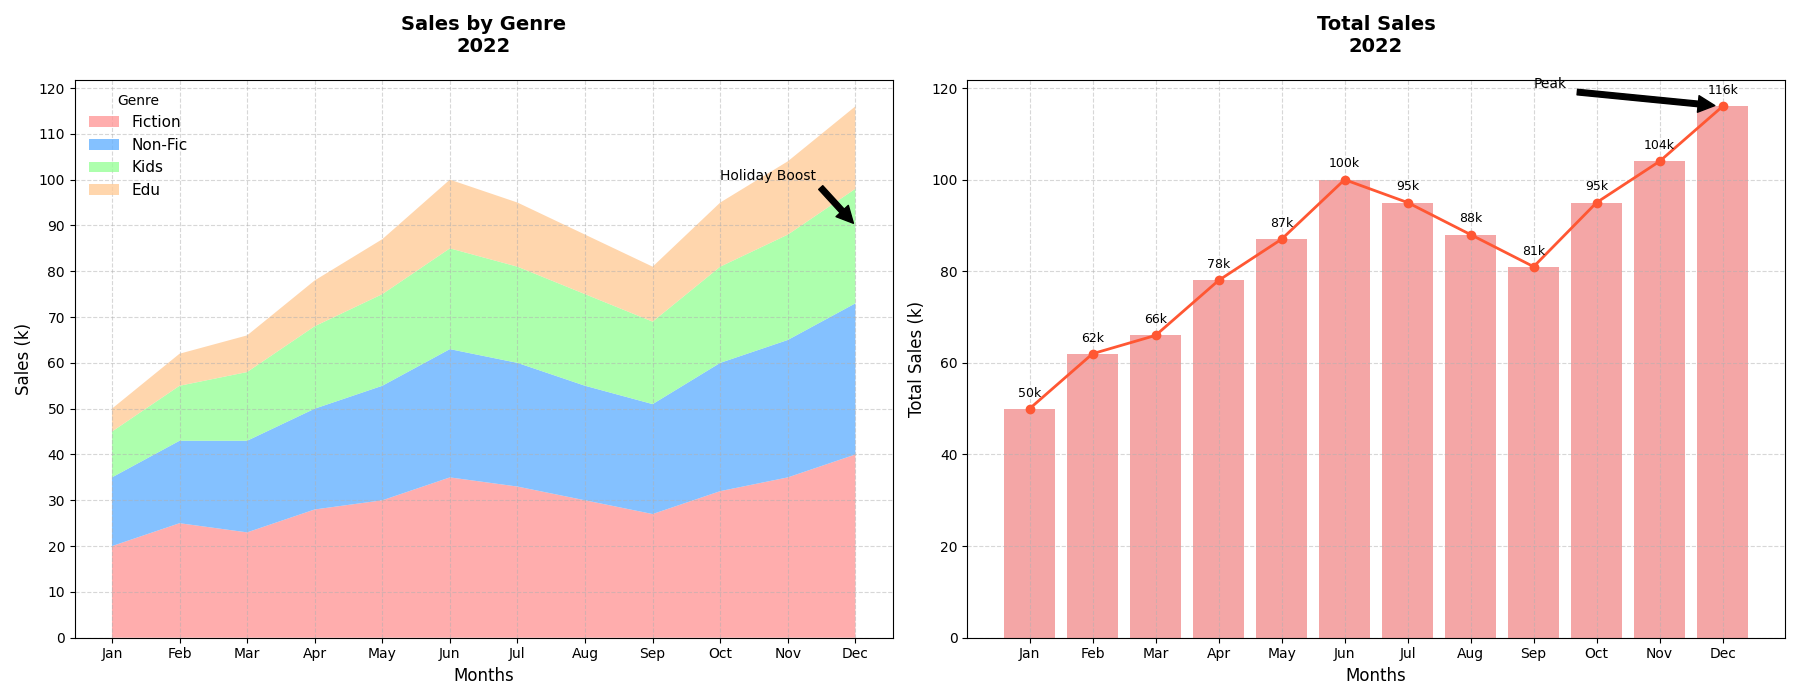 Sales by Genre
2022
Sales (k)
120
110
100
90
80
70
60
50
40
30
20
10
0
Genre
Fiction
Non-Fic
Kids
Edu
Holiday Boost
Jan Feb Mar Apr May Jun Jul Aug Sep Oct Nov Dec
Months
Total Sales
2022
Total Sales (k)
120
100
80
60
40
20
0
Peak
50k
62k
66k
78k
87k
100k
95k
88k
81k
95k
104k
116k
Jan Feb Mar Apr May Jun Jul Aug Sep Oct Nov Dec
Months